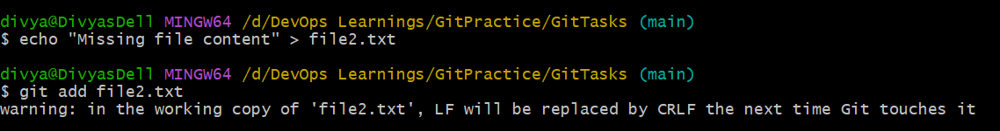 divya@DivyasDell MINGW64 /d/DevOps Learnings/GitPractice/GitTasks (main)
$ echo "Missing file content" > file2.txt
divya@DivyasDell MINGW64 /d/DevOps Learnings/GitPractice/GitTasks (main)
$ git add file2.txt
warning: in the working copy of 'file2.txt', LF will be replaced by CRLF the next time Git touches it